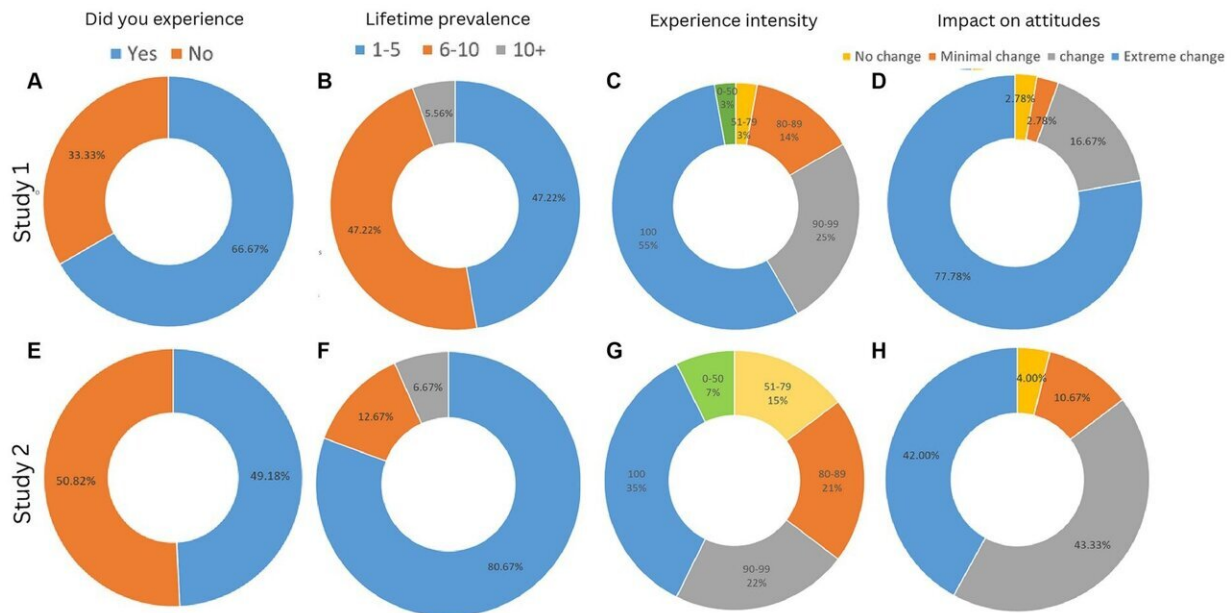 Did you experience
Yes No
Lifetime prevalence
1-5 6-10 10+
Experience intensity
Impact on attitudes
No change Minimal change change Extreme change
Study 1
A
33.33%
66.67%
B
5.56%
47.22%
47.22%
C
0-50
3%
51-79
3%
80-89
14%
90-99
25%
100
55%
D
2.78%
2.78%
16.67%
77.78%
Study 2
E
50.82%
49.18%
F
6.67%
12.67%
80.67%
G
0-50
7%
51-79
15%
80-89
21%
90-99
22%
100
35%
H
4.00%
10.67%
43.33%
42.00%